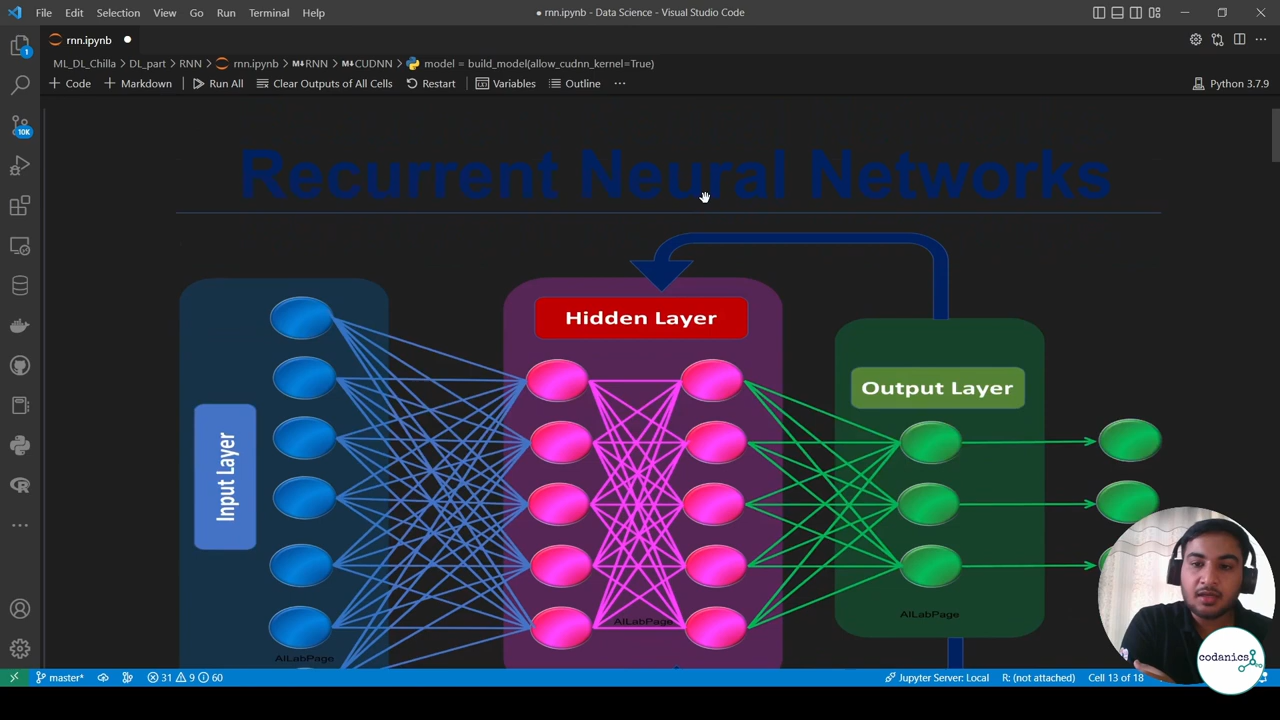 File Edit Selection View Go Run Terminal Help
● rnn.ipynb - Data Science - Visual Studio Code
rnn.ipynb ●
1
ML_DL_Chilla > DL_part > RNN > rnn.ipynb > M↓RNN > M↓CUDNN > model = build_model(allow_cudnn_kernel=True)
+ Code + Markdown Run All Clear Outputs of All Cells Restart Variables Outline ...
Python 3.7.9
10K
Recurrent Neural Networks
Hidden Layer
Output Layer
Input Layer
AILabPage
AILabPage
AILabPage
codanics
master* 31 9 60
Jupyter Server: Local R: (not attached) Cell 13 of 18